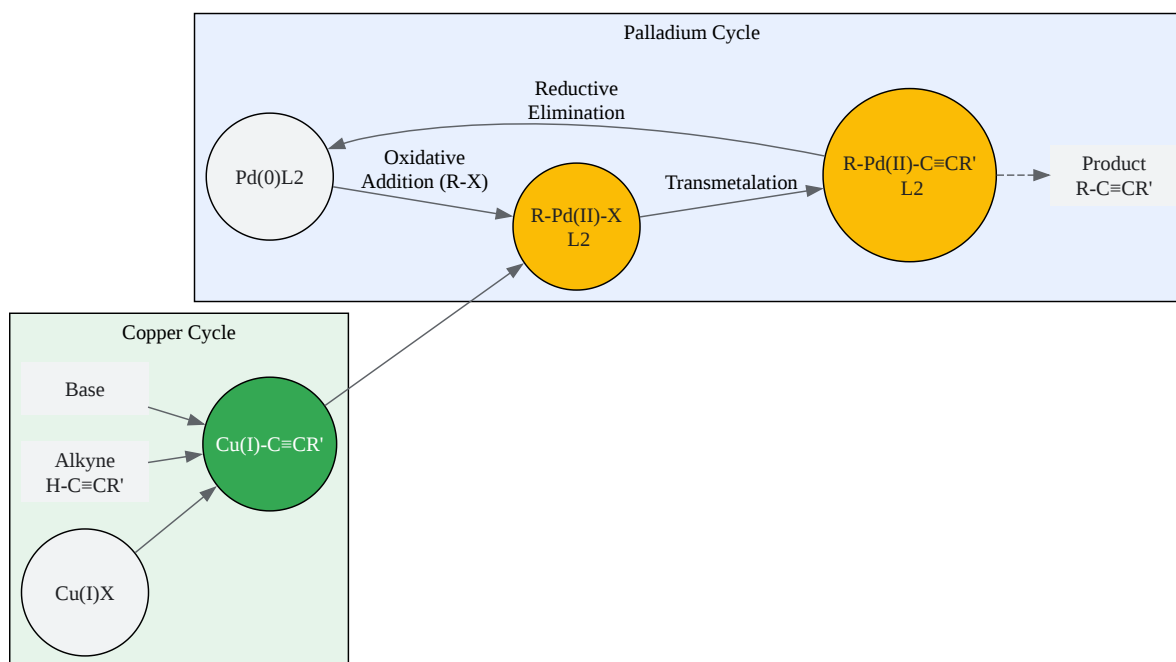 Palladium Cycle
Reductive
Elimination
Pd(0)L2
Oxidative
Addition (R-X)
R-Pd(II)-X
L2
Transmetalation
R-Pd(II)-C≡CR'
L2
Product
R-C≡CR'
Copper Cycle
Base
Alkyne
H-C≡CR'
Cu(I)-C≡CR'
Cu(I)X